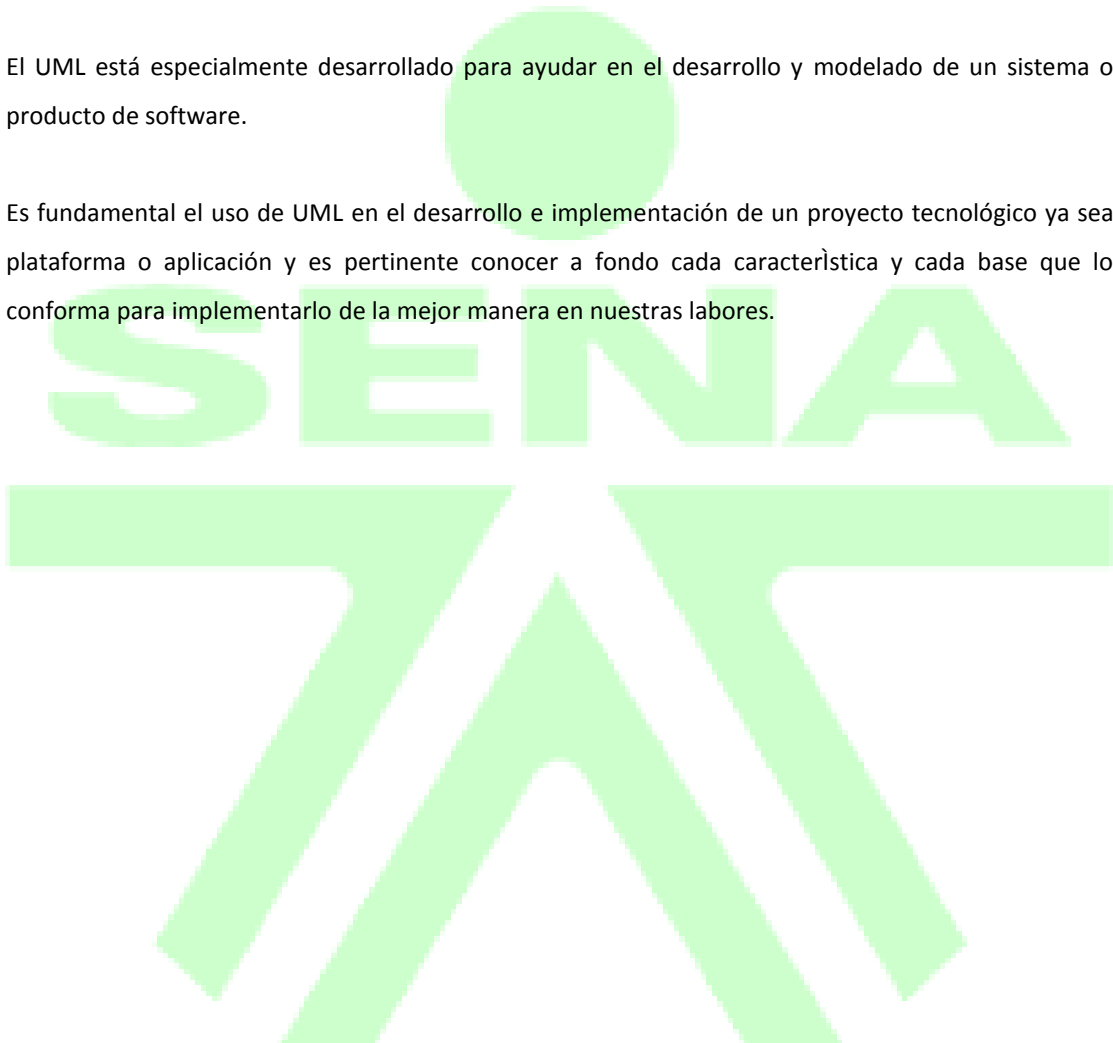 El UML está especialmente desarrollado para ayudar en el desarrollo y modelado de un sistema o
producto de software.
Es fundamental el uso de UML en el desarrollo e implementación de un proyecto tecnológico ya sea
plataforma o aplicación y es pertinente conocer a fondo cada caracterÌstica y cada base que lo
conforma para implementarlo de la mejor manera en nuestras labores.
SENA